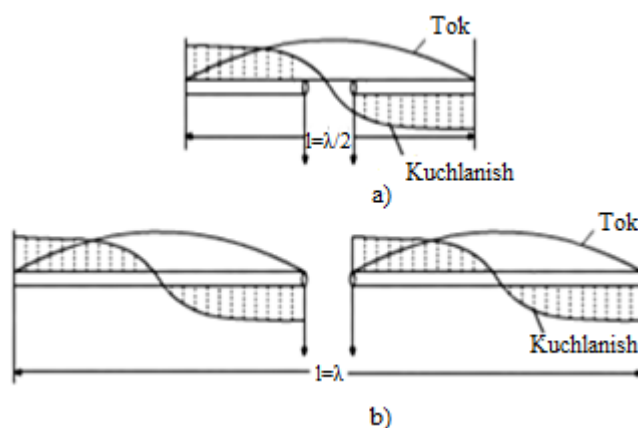 Tok
l=λ/2
Kuchlanish
a)
Tok
Kuchlanish
l=λ
b)